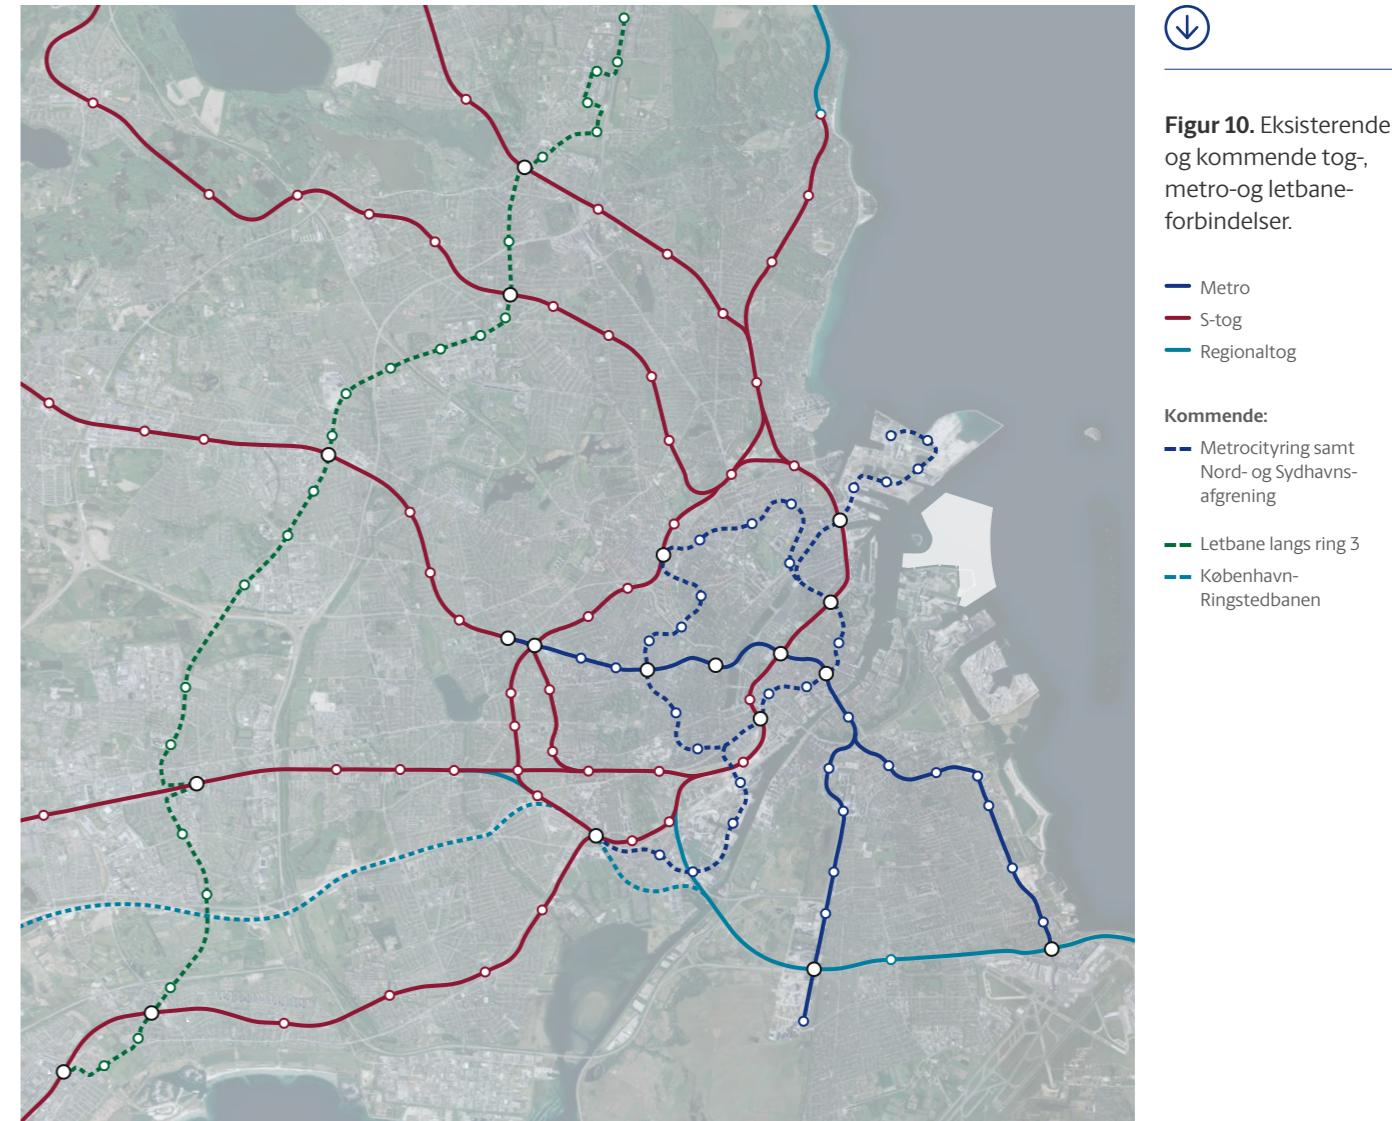 Figur 10. Eksisterende
og kommende tog-,
metro-og letbane-
forbindelser.
Metro
S-tog
Regionaltog
Kommende:
Metrocityring samt
Nord- og Sydhavns-
afgrening
Letbane langs ring 3
København-
Ringstedbanen